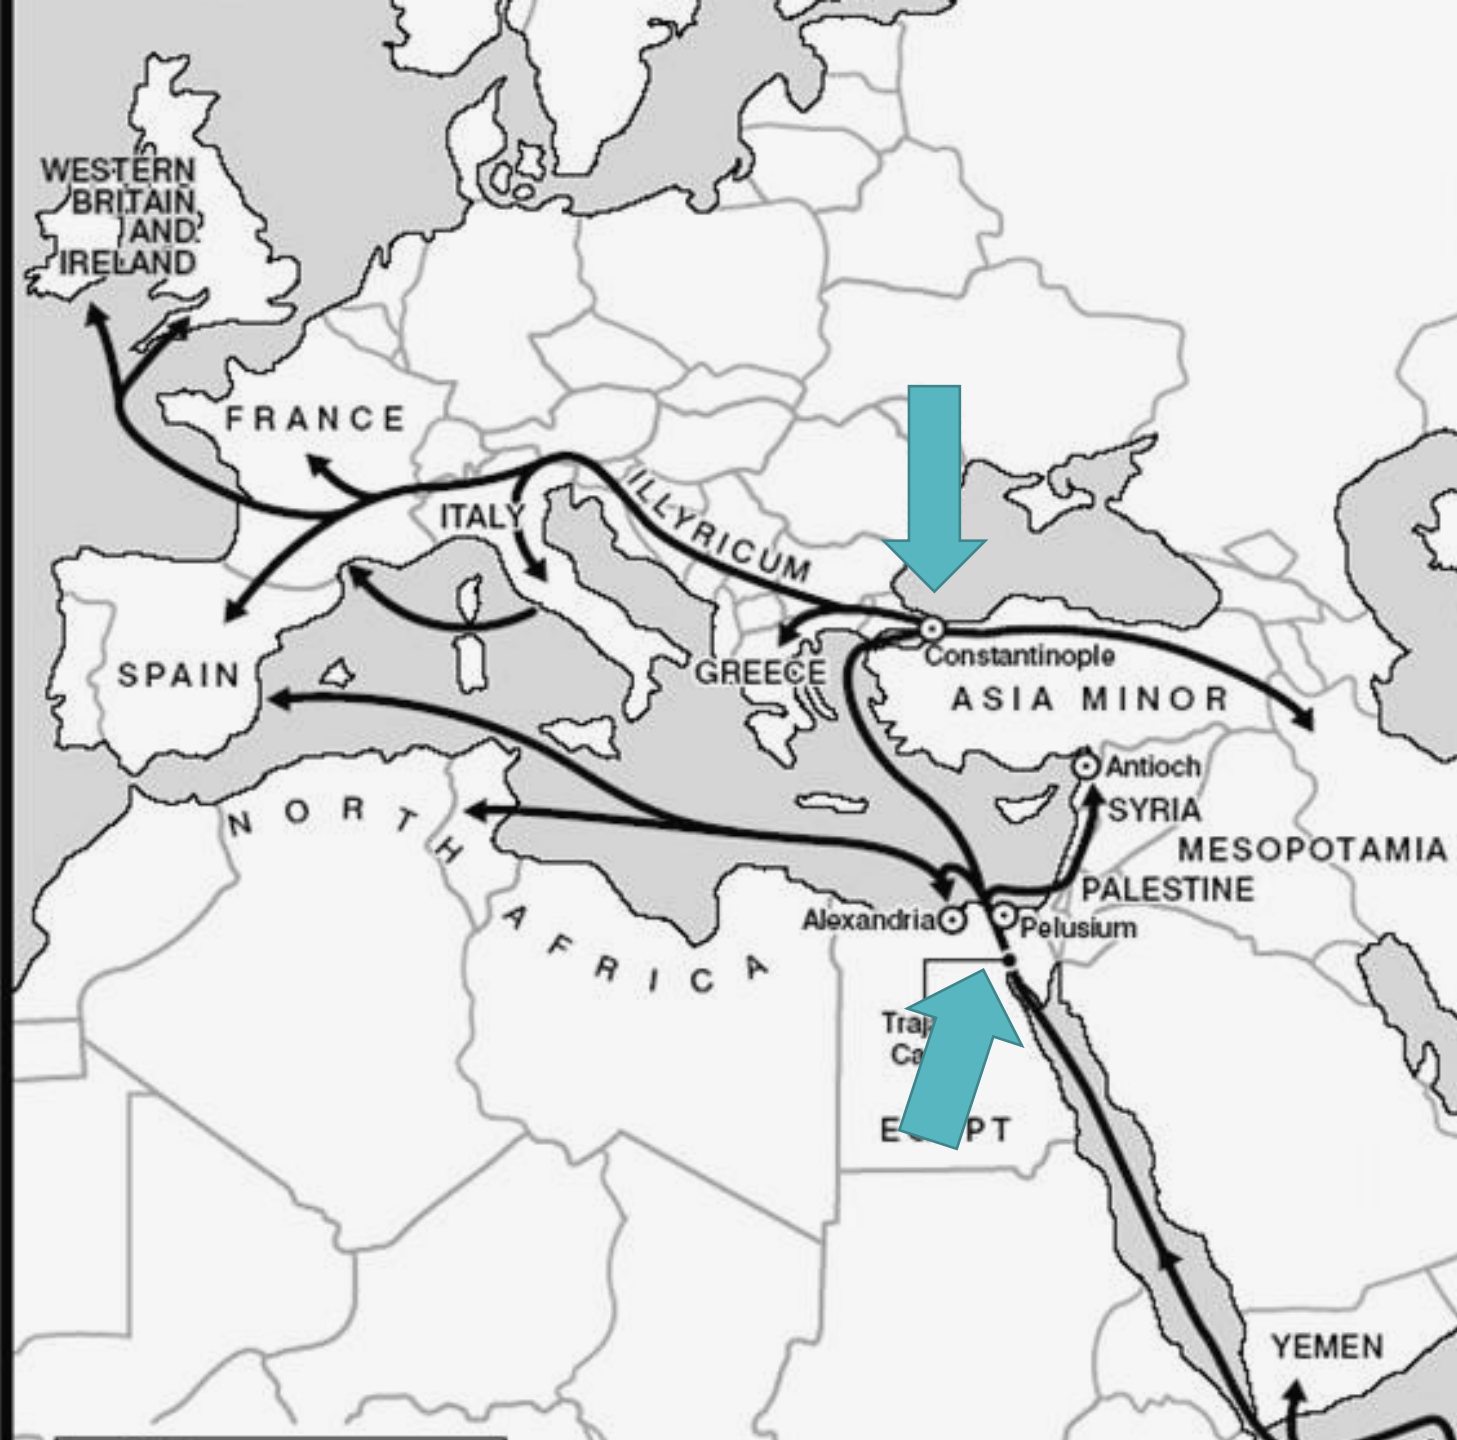 WESTERN
BRITAIN
AND
IRELAND
FRANCE
ITALY
ILLYRICUM
SPAIN
GREECE
Constantinople
ASIA MINOR
Antioch
SYRIA
MESOPOTAMIA
PALESTINE
NORTH
AFRICA
Alexandria
Pelusium
YEMEN